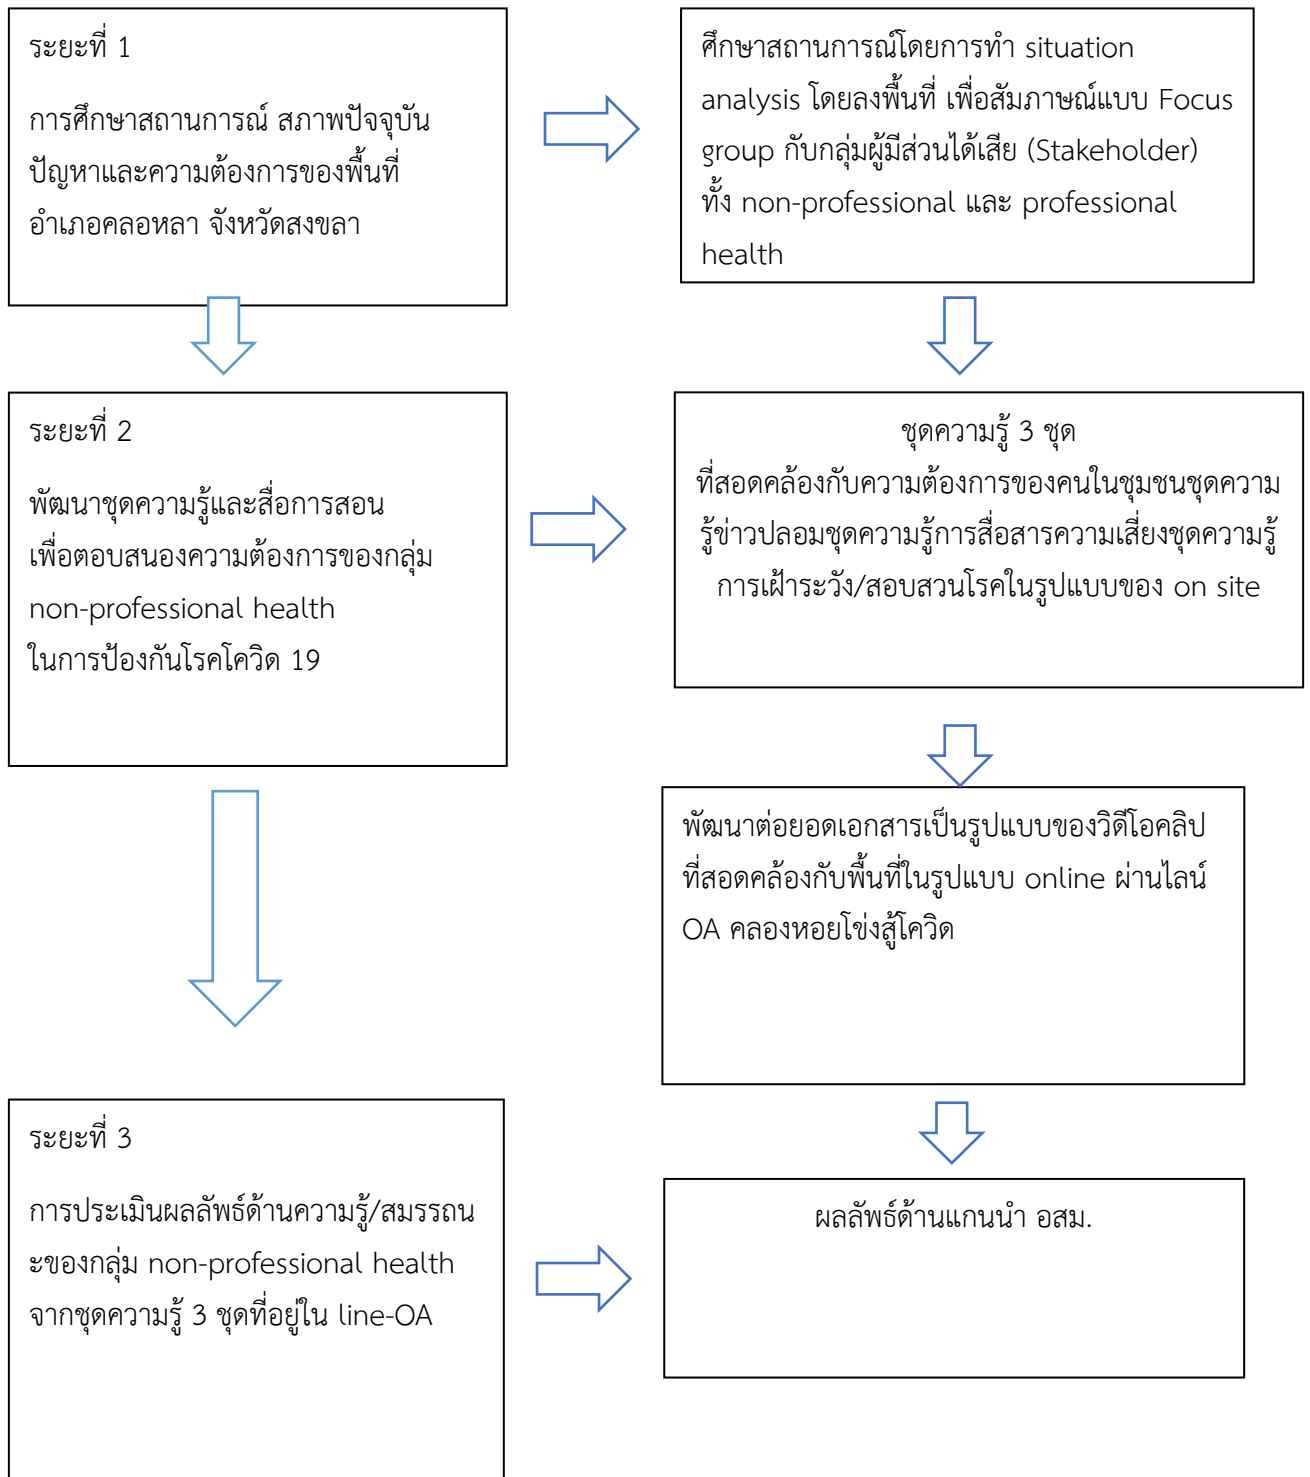 ระยะที่ 1
การศึกษาสถานการณ์ สภาพปัจจุบัน
ปัญหาและความต้องการของพื้นที่
อำเภอคลอหลา จังหวัดสงขลา
ศึกษาสถานการณ์โดยการทำ situation
analysis โดยลงพื้นที่ เพื่อสัมภาษณ์แบบ Focus
group กับกลุ่มผู้มีส่วนได้เสีย (Stakeholder)
ทั้ง non-professional และ professional
health
ระยะที่ 2
พัฒนาชุดความรู้และสื่อการสอน
เพื่อตอบสนองความต้องการของกลุ่ม
non-professional health
ในการป้องกันโรคโควิด 19
ชุดความรู้ 3 ชุด
ที่สอดคล้องกับความต้องการของคนในชุมชนชุดความ
รู้ข่าวปลอมชุดความรู้การสื่อสารความเสี่ยงชุดความรู้
การเฝ้าระวัง/สอบสวนโรคในรูปแบบของ on site
พัฒนาต่อยอดเอกสารเป็นรูปแบบของวิดีโอคลิป
ที่สอดคล้องกับพื้นที่ในรูปแบบ online ผ่านไลน์
OA คลองหอยโข่งสู้โควิด
ระยะที่ 3
การประเมินผลลัพธ์ด้านความรู้/สมรรถน
ะของกลุ่ม non-professional health
จากชุดความรู้ 3 ชุดที่อยู่ใน line-OA
ผลลัพธ์ด้านแกนนำ อสม.